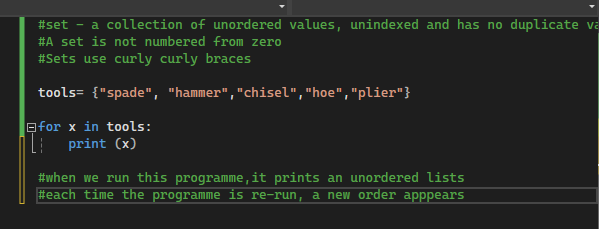 #set - a collection of unordered values, unindexed and has no duplicate
#A set is not numbered from zero
#Sets use curly curly braces
tools= {"spade", "hammer","chisel","hoe","plier"}
for x in tools:
print (x)
#when we run this programme,it prints an unordered lists
#each time the programme is re-run, a new order apppears